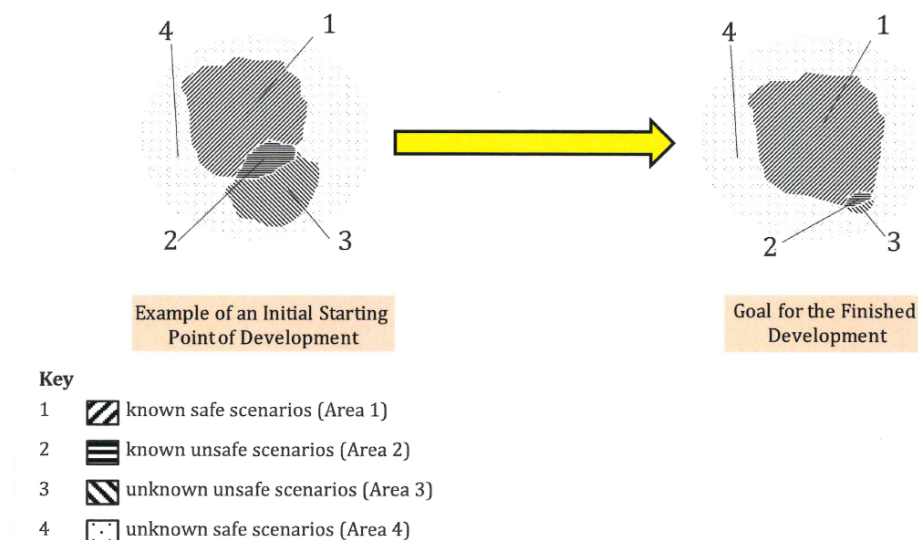 4
1
2
3
4
1
2
3
Example of an Initial Starting
Point of Development
Goal for the Finished
Development
Key
1 known safe scenarios (Area 1)
2 known unsafe scenarios (Area 2)
3 unknown unsafe scenarios (Area 3)
4 unknown safe scenarios (Area 4)